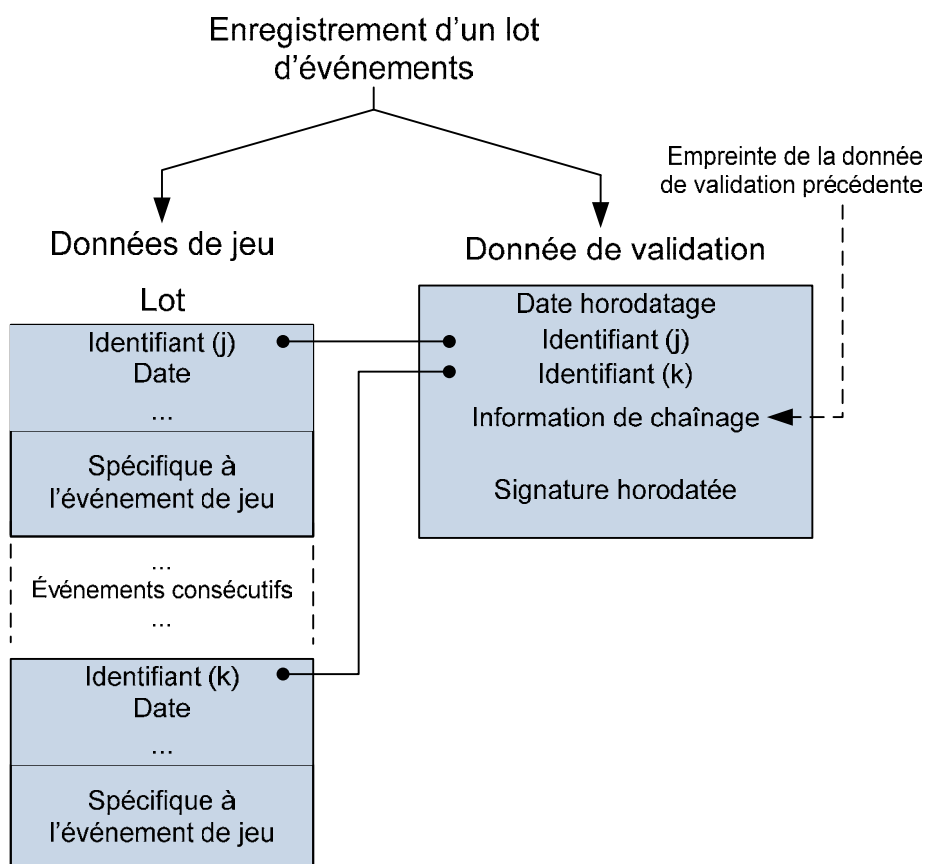 Enregistrement d'un lot
d'événements
Empreinte de la donnée
de validation précédente
Données de jeu
Donnée de validation
Lot
Identifiant (j)
Date
...
Spécifique à
l'événement de jeu
...
Événements consécutifs
...
Identifiant (k)
Date
...
Spécifique à
l'événement de jeu
Date horodatage
Identifiant (j)
Identifiant (k)
Information de chaînage
Signature horodatée